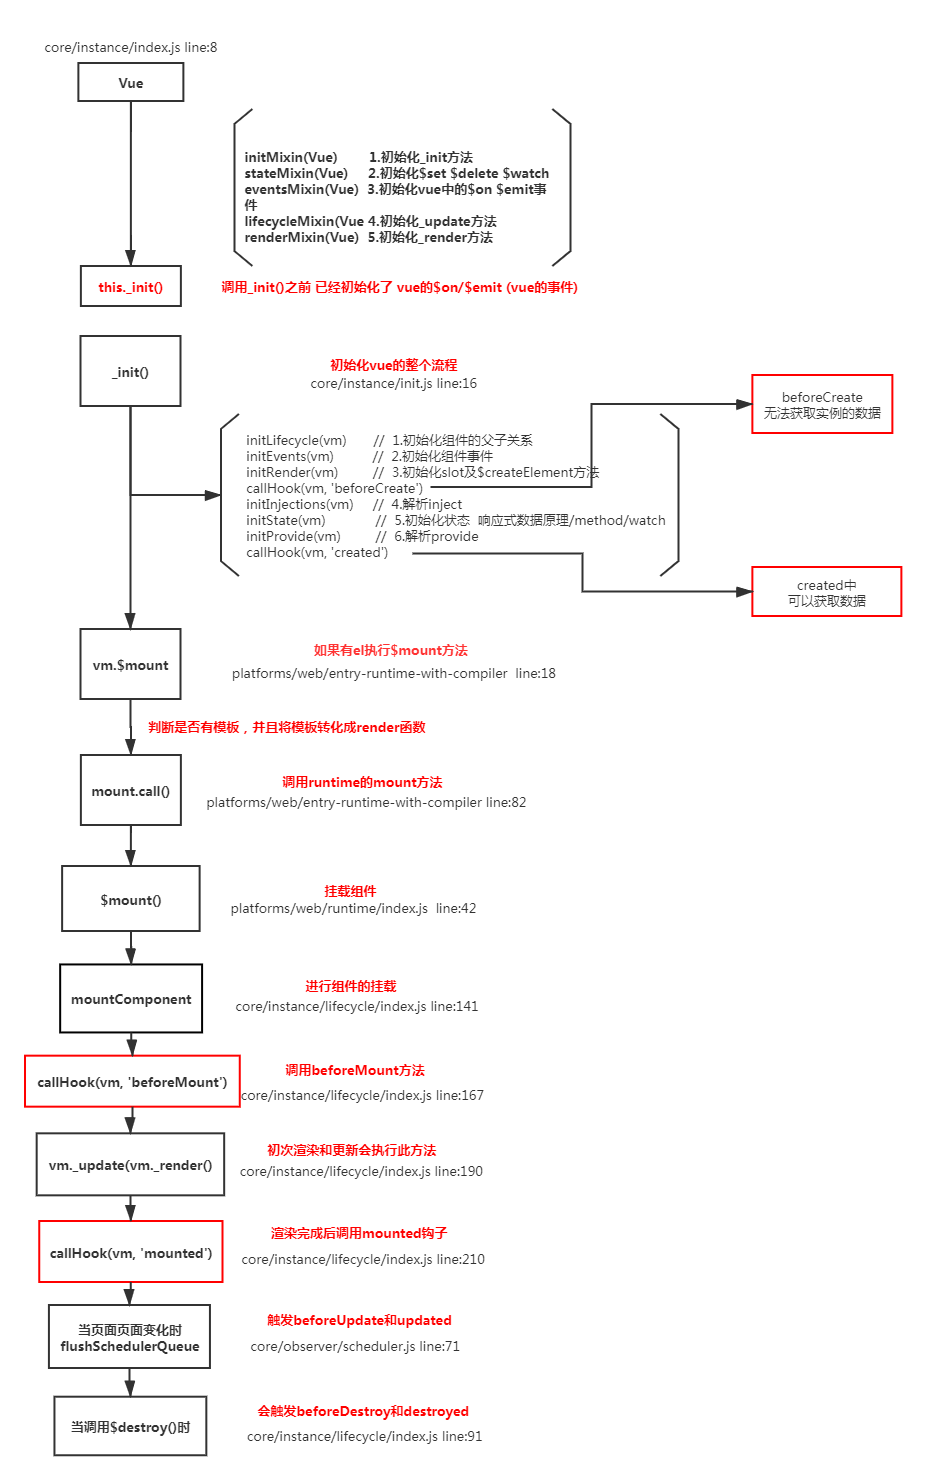 core/instance/index.js line:8
Vue
initMixin(Vue) 1.初始化_init方法
stateMixin(Vue) 2.初始化$set $delete $watch
eventsMixin(Vue) 3.初始化vue中的$on $emit事
件
lifecycleMixin(Vue 4.初始化_update方法
renderMixin(Vue) 5.初始化_render方法
this._init()
调用_init()之前 已经初始化了 vue的$on/$emit (vue的事件)
_init()
初始化vue的整个流程
core/instance/init.js line:16
beforeCreate
无法获取实例的数据
initLifecycle(vm) // 1.初始化组件的父子关系
initEvents(vm) // 2.初始化组件事件
initRender(vm) // 3.初始化slot及$createElement方法
callHook(vm, 'beforeCreate')
initInjections(vm) // 4.解析inject
initState(vm) // 5.初始化状态 响应式数据原理/method/watch
initProvide(vm) // 6.解析provide
callHook(vm, 'created')
created中
可以获取数据
vm.$mount
如果有el执行$mount方法
platforms/web/entry-runtime-with-compiler line:18
判断是否有模板，并且将模板转化成render函数
mount.call()
调用runtime的mount方法
platforms/web/entry-runtime-with-compiler line:82
$mount()
挂载组件
platforms/web/runtime/index.js line:42
mountComponent
进行组件的挂载
core/instance/lifecycle/index.js line:141
callHook(vm, 'beforeMount')
调用beforeMount方法
core/instance/lifecycle/index.js line:167
vm._update(vm._render()
初次渲染和更新会执行此方法
core/instance/lifecycle/index.js line:190
callHook(vm, 'mounted')
渲染完成后调用mounted钩子
core/instance/lifecycle/index.js line:210
当页面页面变化时
flushSchedulerQueue
触发beforeUpdate和updated
core/observer/scheduler.js line:71
当调用$destroy()时
会触发beforeDestroy和destroyed
core/instance/lifecycle/index.js line:91